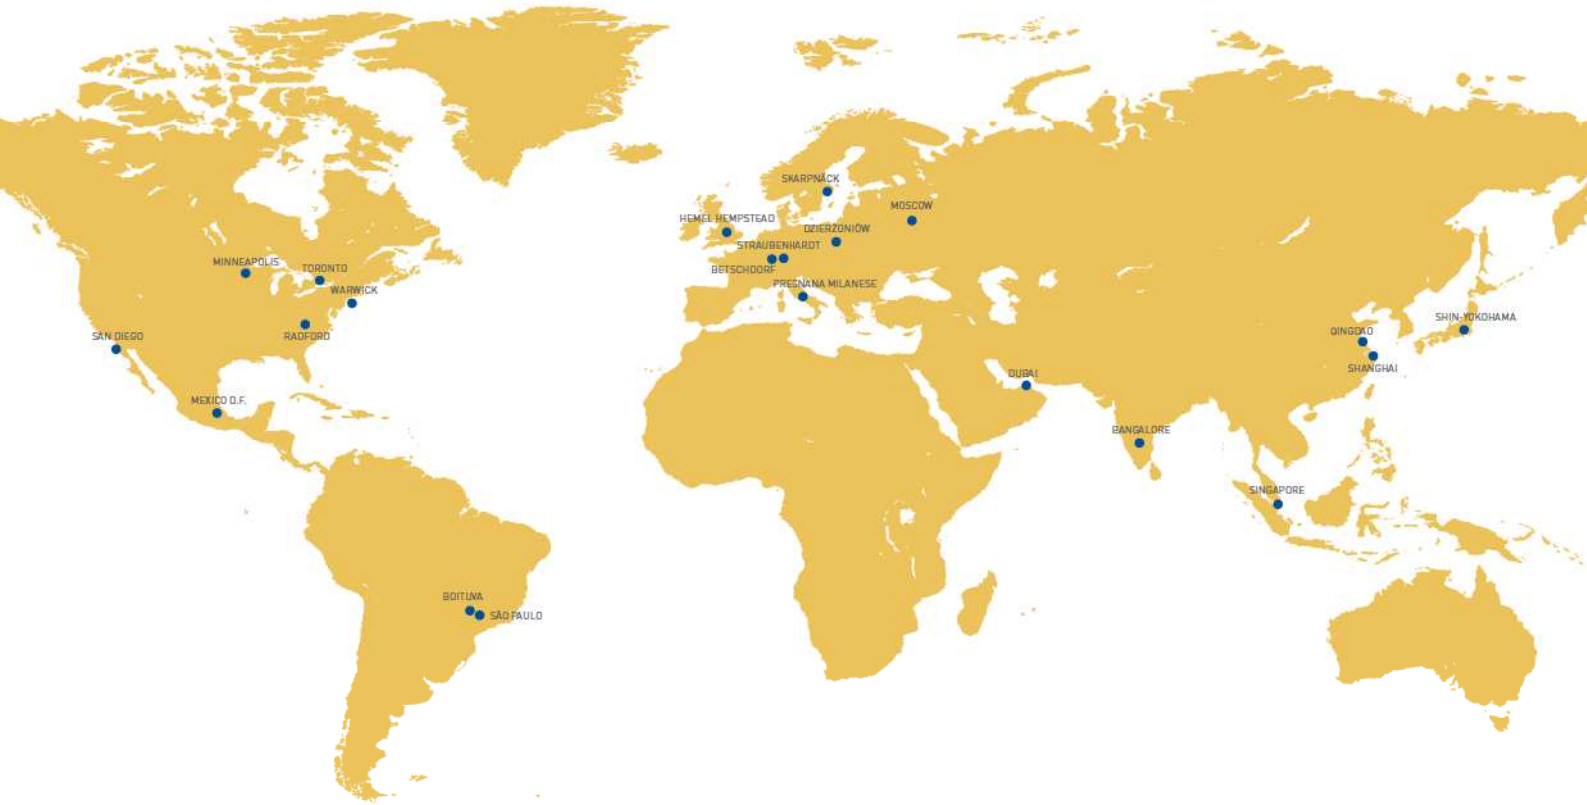 SKARPNÄCK
MOSCOW
HEMEL HEMPSTEAD
DZIERŻONIÓW
STRAUBENHARDT
BETSCHDORF
PREGNANA MILANESE
MINNEAPOLIS
TORONTO
WARWICK
SAN DIEGO
RADFORD
MEXICO D.F.
QINGDAO
SHIN-YOKOHAMA
SHANGHAI
DUBAI
BANGALORE
SINGAPORE
BOITUVA
SÃO PAULO